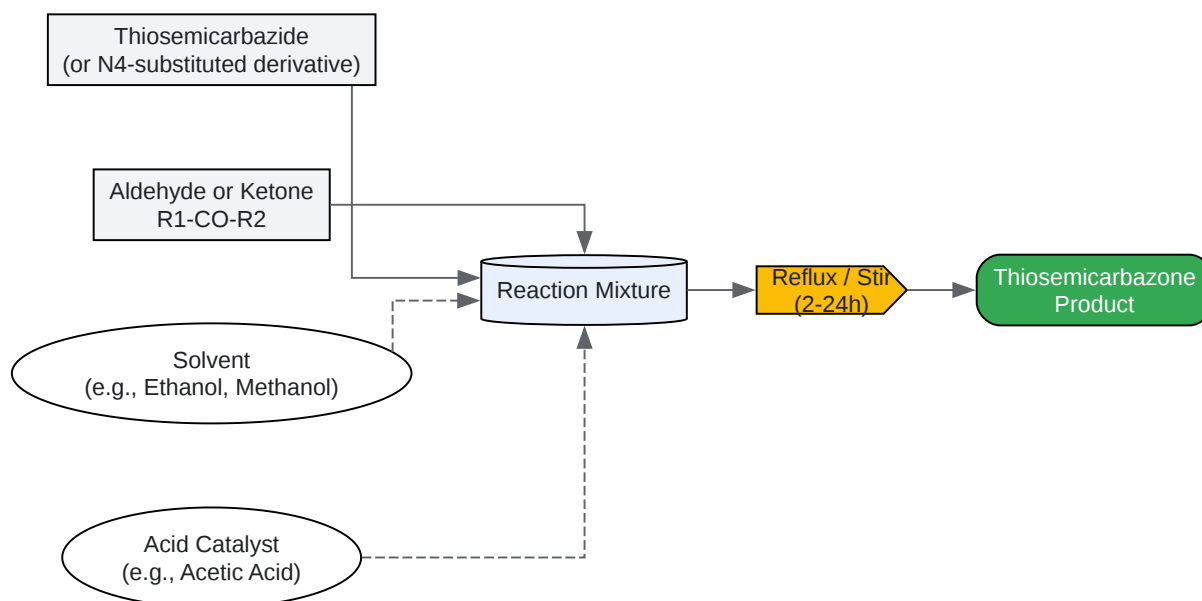 Thiosemicarbazide
(or N4-substituted derivative)
Aldehyde or Ketone
R1-CO-R2
Solvent
(e.g., Ethanol, Methanol)
Acid Catalyst
(e.g., Acetic Acid)
Reaction Mixture
Reflux / Stir
(2-24h)
Thiosemicarbazone
Product